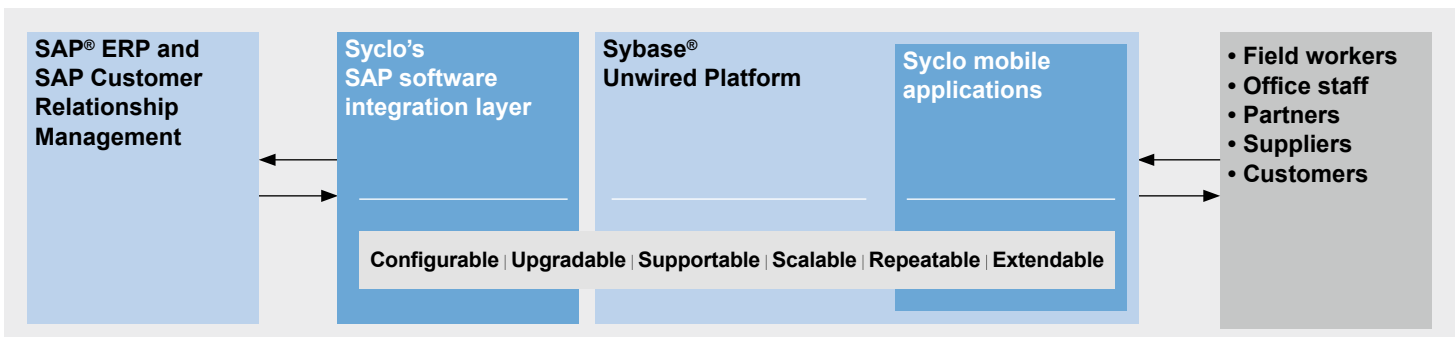 SAP® ERP and
SAP Customer
Relationship
Management
Syclo’s
SAP software
integration layer
Sybase®
Unwired Platform
Syclo mobile
applications
• Field workers
• Office staff
• Partners
• Suppliers
• Customers
Configurable | Upgradable | Supportable | Scalable | Repeatable | Extendable